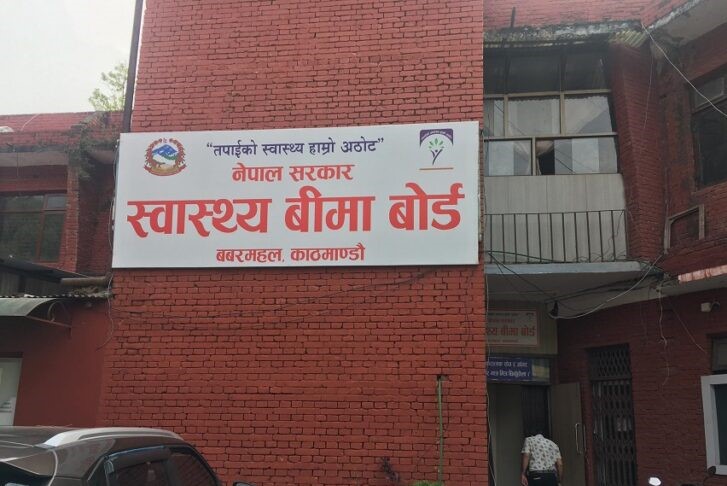 "तपाईको स्वास्थ्य हाम्रो अठोट"
नेपाल सरकार
स्वास्थ्य बीमा बोर्ड
बबरमहल, काठमाण्डौ
स्वास्थ्य बीमा बोर्ड